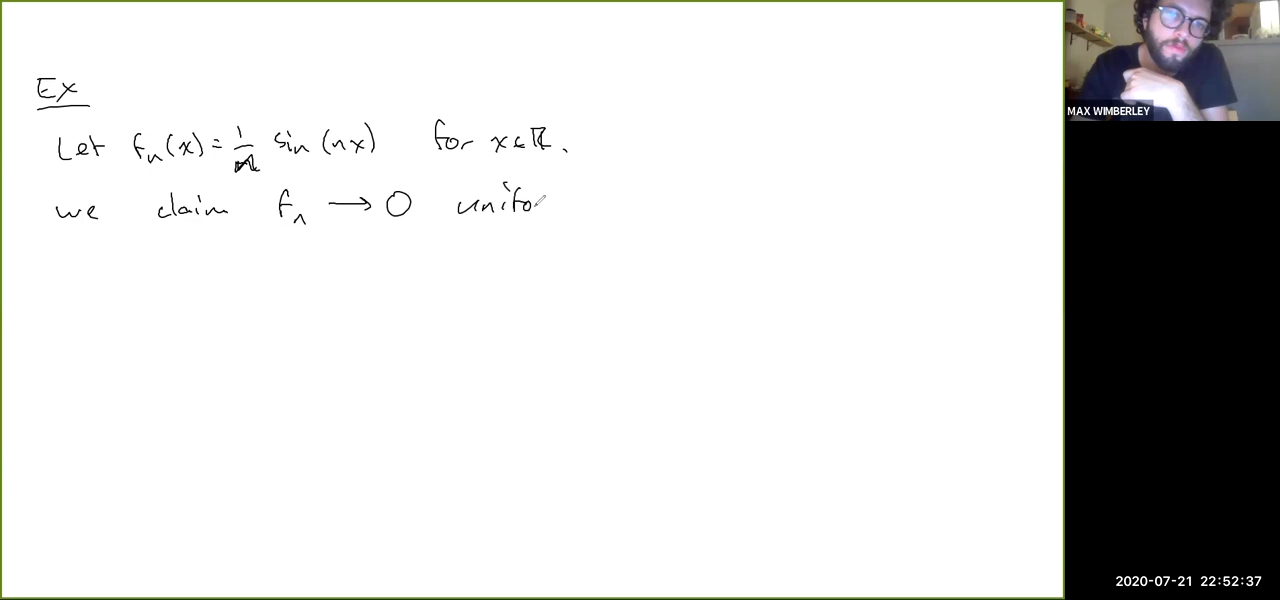 Ex
Let fₙ(x) = 1/n sin (nx) for x ∈ ℝ.
we claim fₙ → 0 unifo
MAX WIMBERLEY
2020-07-21 22:52:37